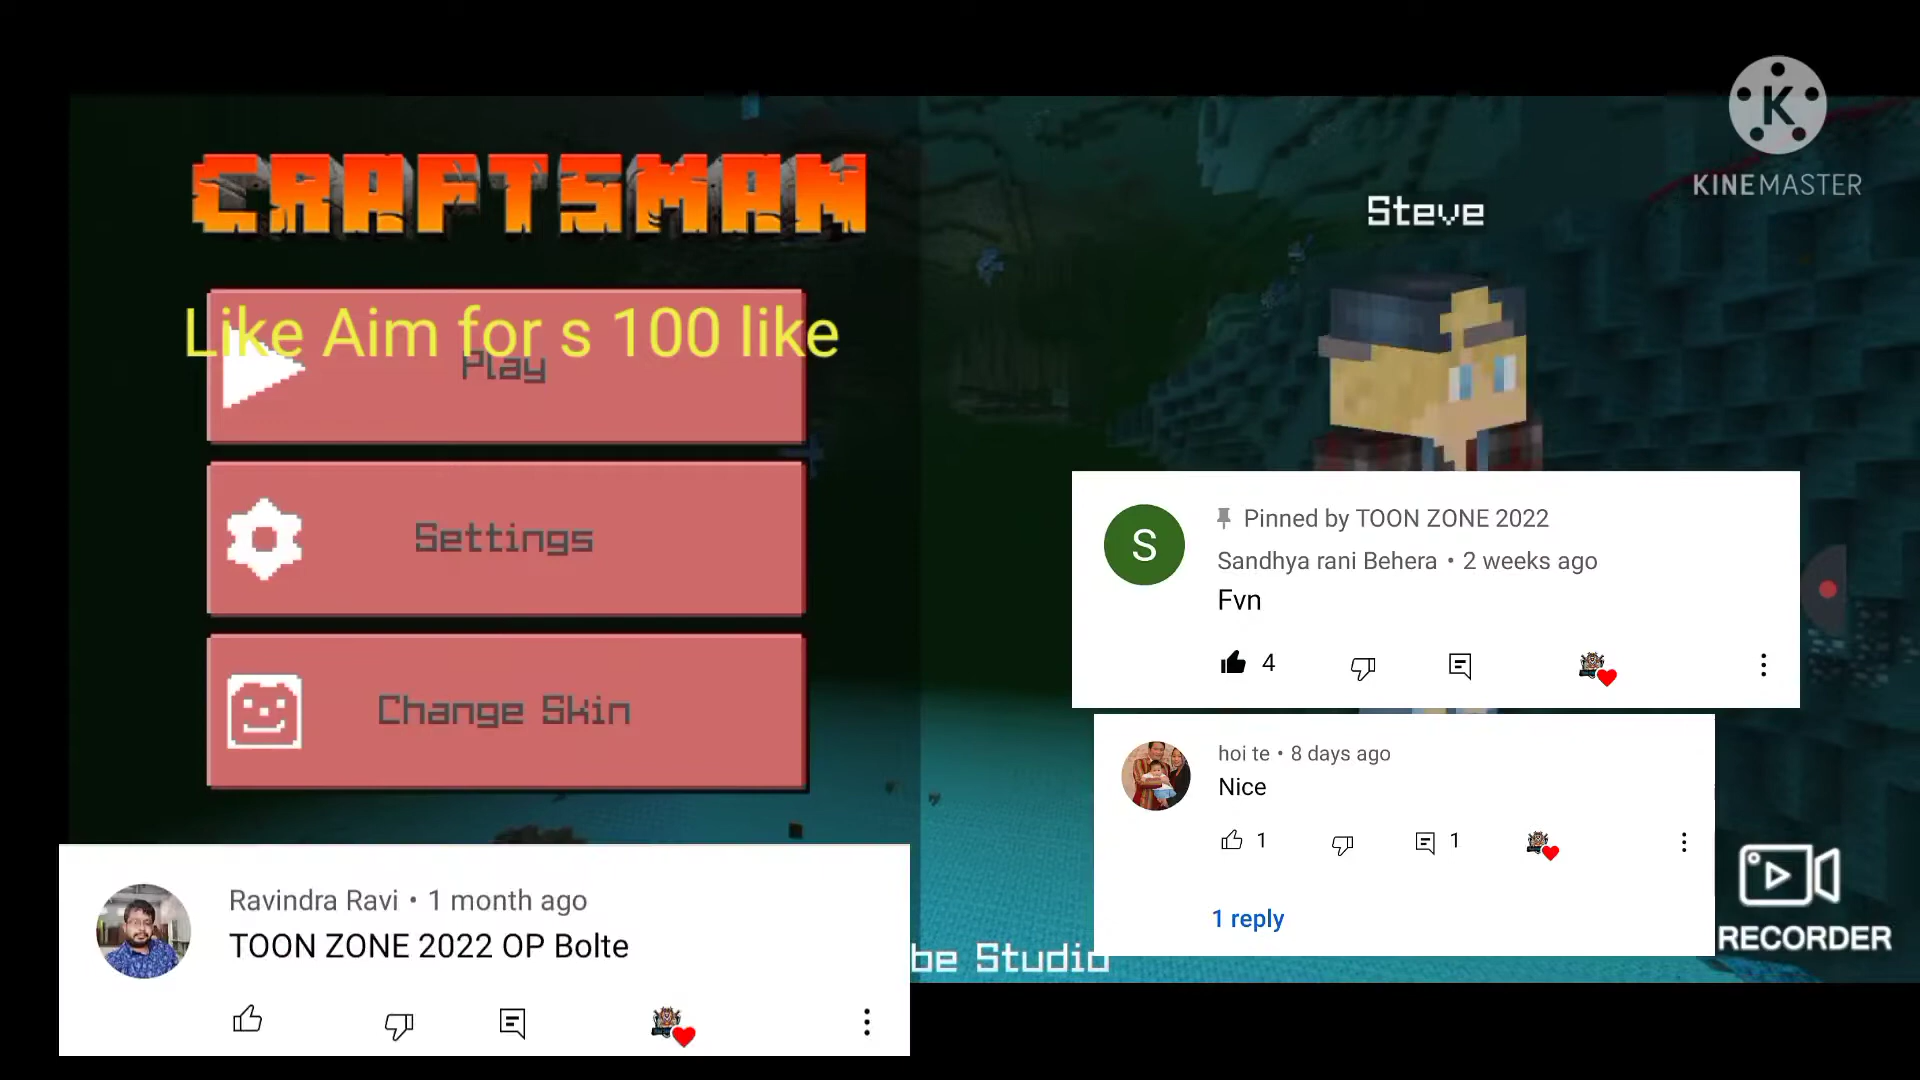 K
KINEMASTER
CRAFTSMAN
Steve
Like Aim for s 100 like
Play
Settings
Change Skin
S
Pinned by TOON ZONE 2022
Sandhya rani Behera • 2 weeks ago
Fvn
4
hoi te • 8 days ago
Nice
1
1
1 reply
Ravindra Ravi • 1 month ago
TOON ZONE 2022 OP Bolte
be Studio
RECORDER